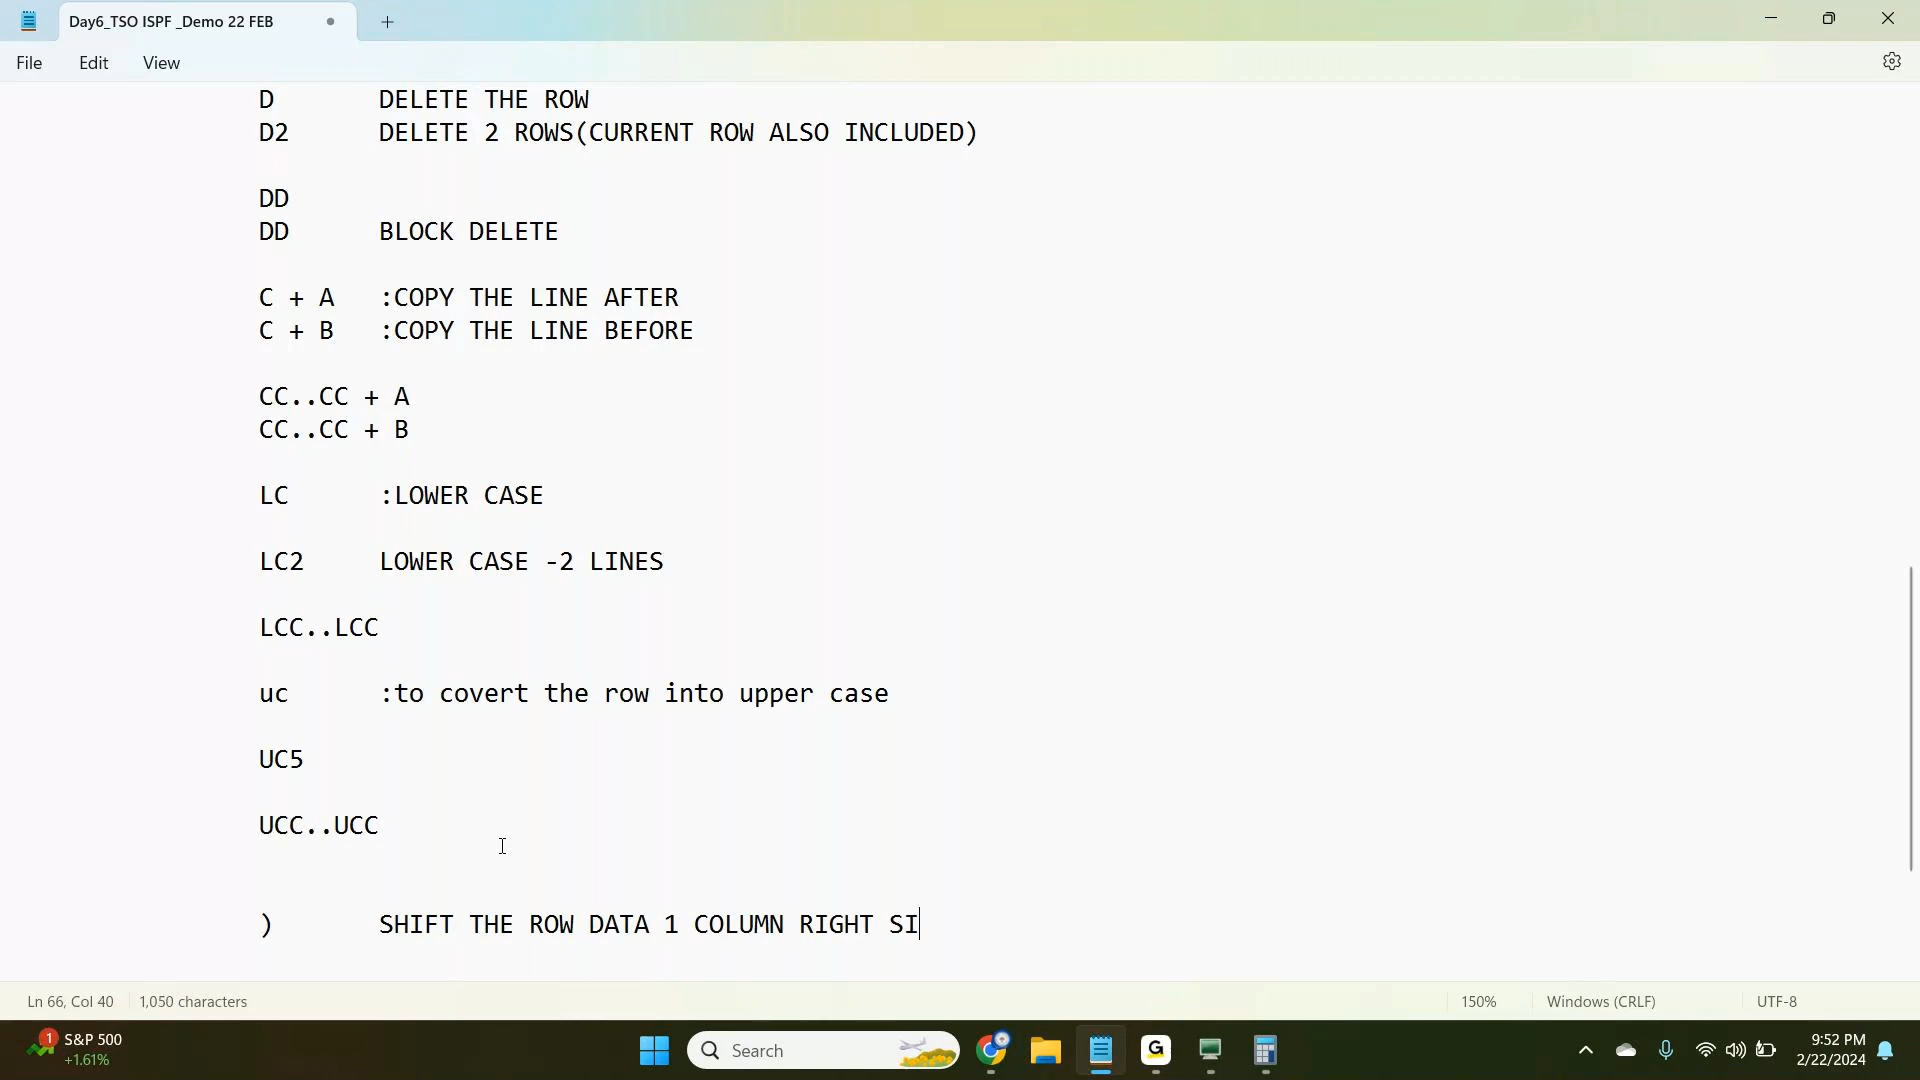 Day6_TSO ISPF _Demo 22 FEB
File Edit View
D DELETE THE ROW
D2 DELETE 2 ROWS(CURRENT ROW ALSO INCLUDED)
DD
DD BLOCK DELETE
C + A :COPY THE LINE AFTER
C + B :COPY THE LINE BEFORE
CC..CC + A
CC..CC + B
LC :LOWER CASE
LC2 LOWER CASE -2 LINES
LCC..LCC
uc :to covert the row into upper case
UC5
UCC..UCC
) SHIFT THE ROW DATA 1 COLUMN RIGHT SI
Ln 66, Col 40 1,050 characters 150% Windows (CRLF) UTF-8
1 S&P 500
+1.61%
Search
G
9:52 PM
2/22/2024